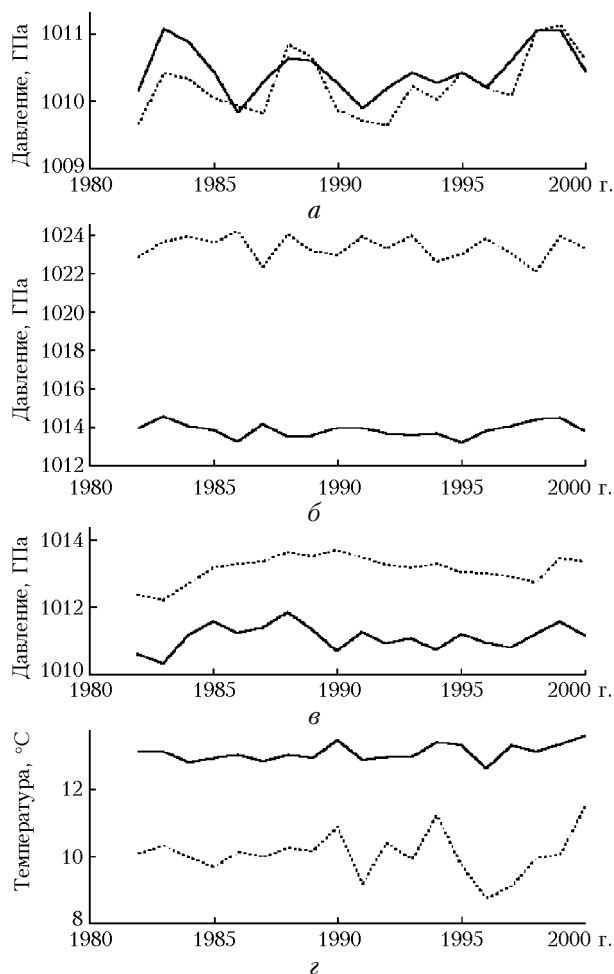 1011
1010
1009
Давление, ГПа
1980 1985 1990 1995 2000 г.
а
1024
1022
1020
1018
1016
1014
1012
Давление, ГПа
1980 1985 1990 1995 2000 г.
б
1014
1012
1010
Давление, ГПа
1980 1985 1990 1995 2000 г.
в
12
10
8
Температура, °С
1980 1985 1990 1995 2000 г.
г